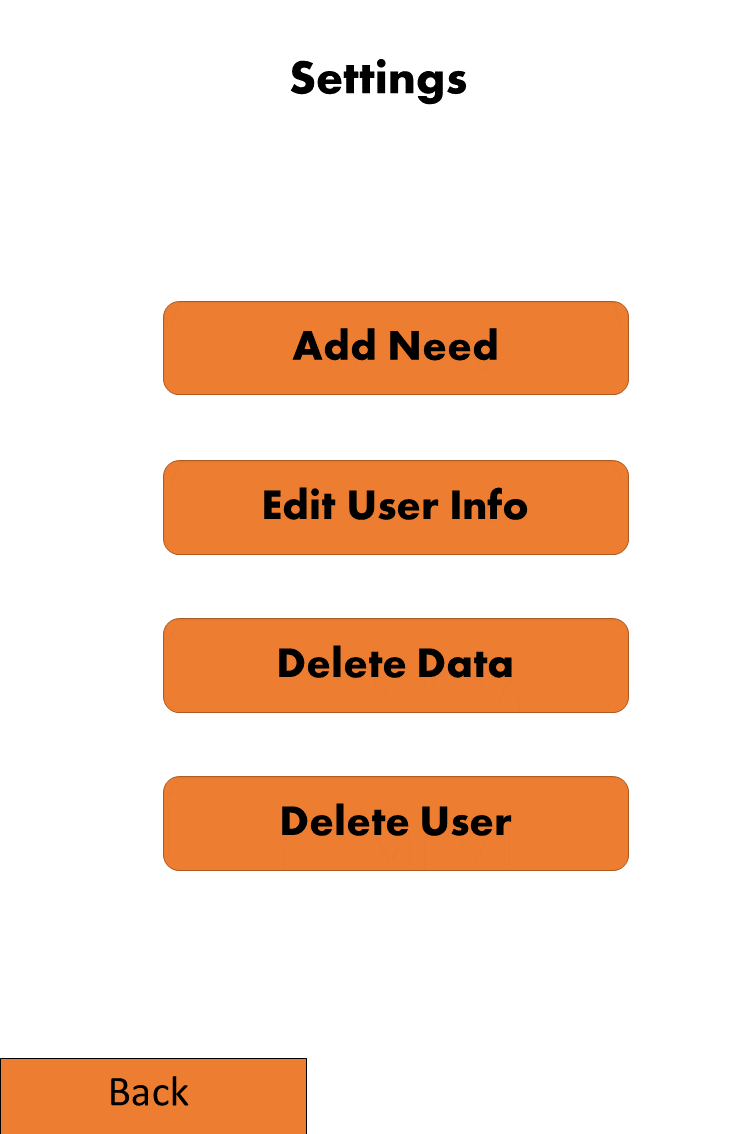 Settings
Add Need
Edit User Info
Delete Data
Delete User
Back